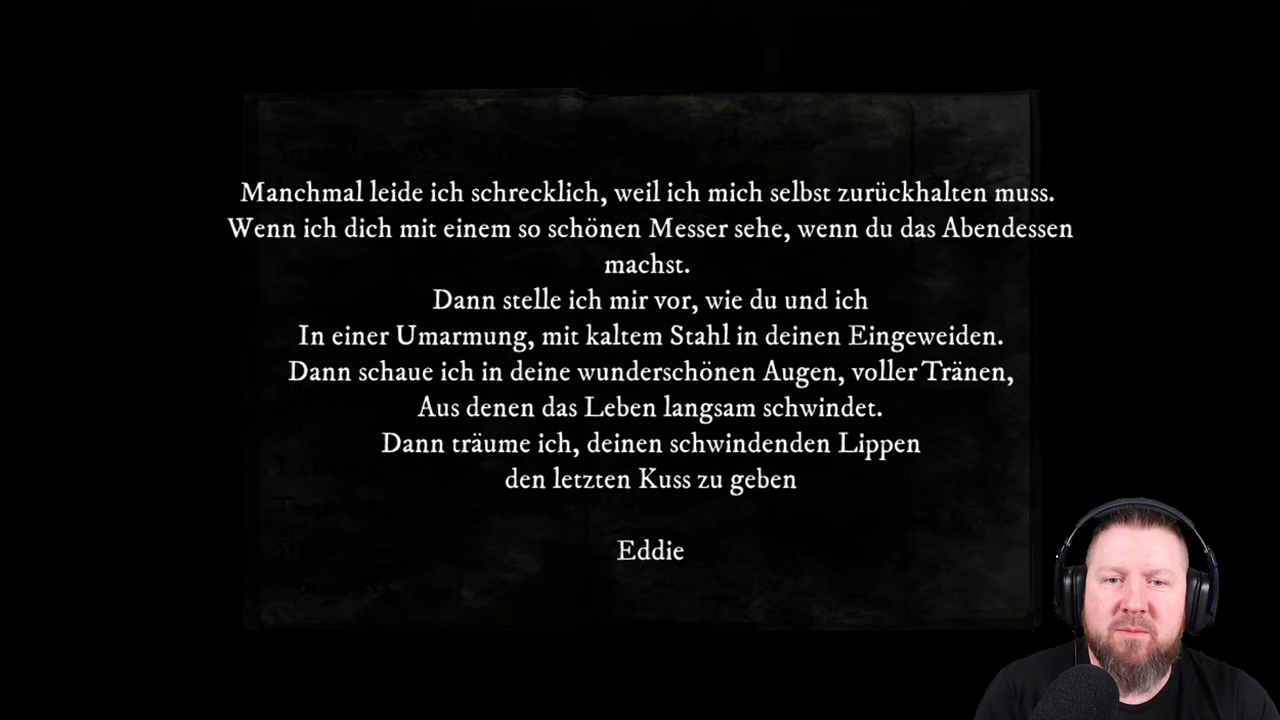 Manchmal leide ich schrecklich, weil ich mich selbst zurückhalten muss.
Wenn ich dich mit einem so schönen Messer sehe, wenn du das Abendessen
machst.
Dann stelle ich mir vor, wie du und ich
In einer Umarmung, mit kaltem Stahl in deinen Eingeweiden.
Dann schaue ich in deine wunderschönen Augen, voller Tränen,
Aus denen das Leben langsam schwindet.
Dann träume ich, deinen schwindenden Lippen
den letzten Kuss zu geben
Eddie